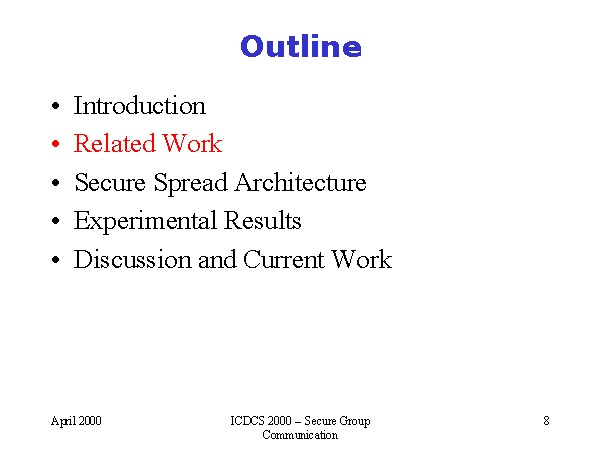 Outline
• Introduction
• Related Work
• Secure Spread Architecture
• Experimental Results
• Discussion and Current Work
April 2000
ICDCS 2000 – Secure Group
Communication
8